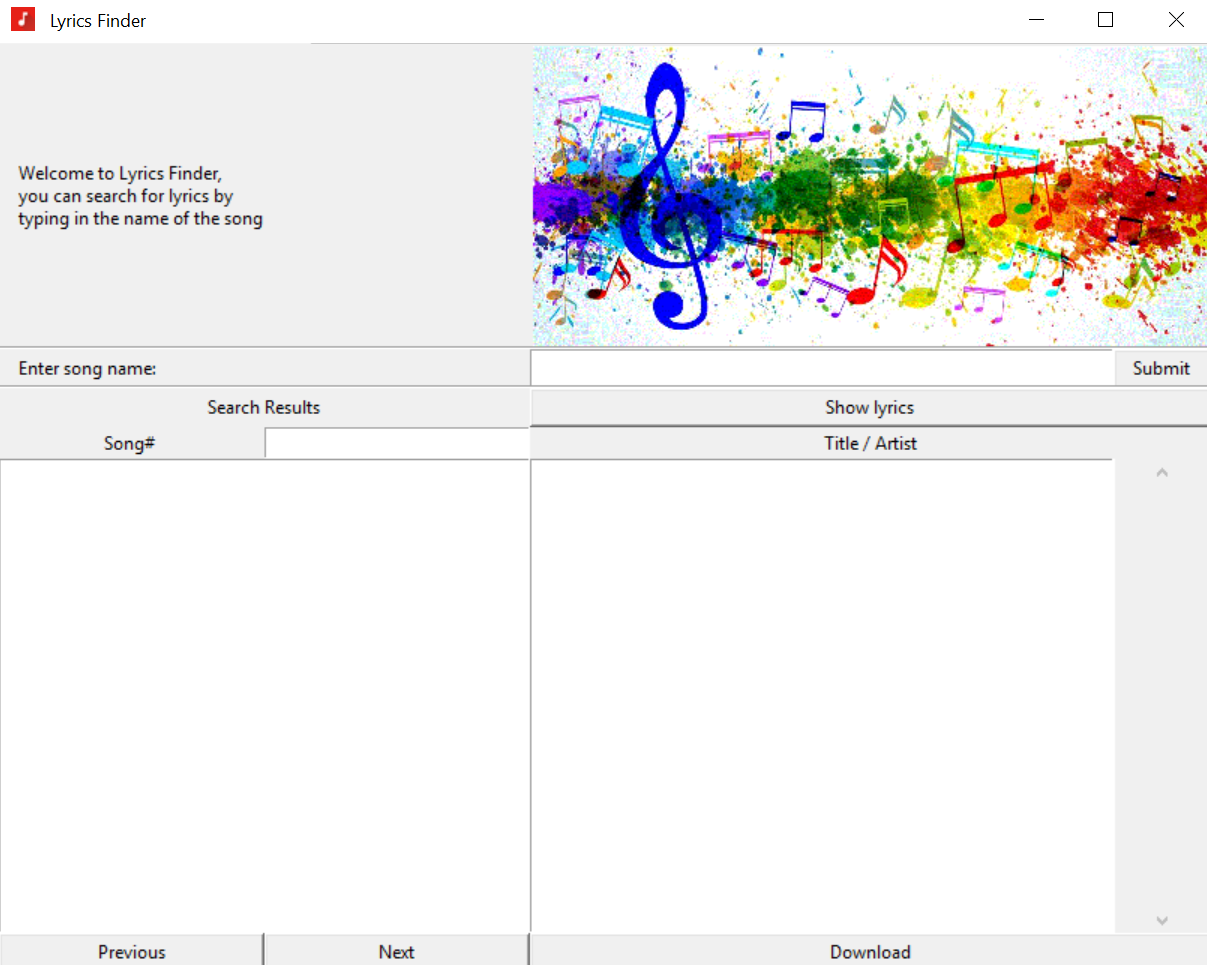 Lyrics Finder
Welcome to Lyrics Finder,
you can search for lyrics by
typing in the name of the song
Enter song name:
Submit
Search Results
Show lyrics
Song#
Title / Artist
Previous
Next
Download